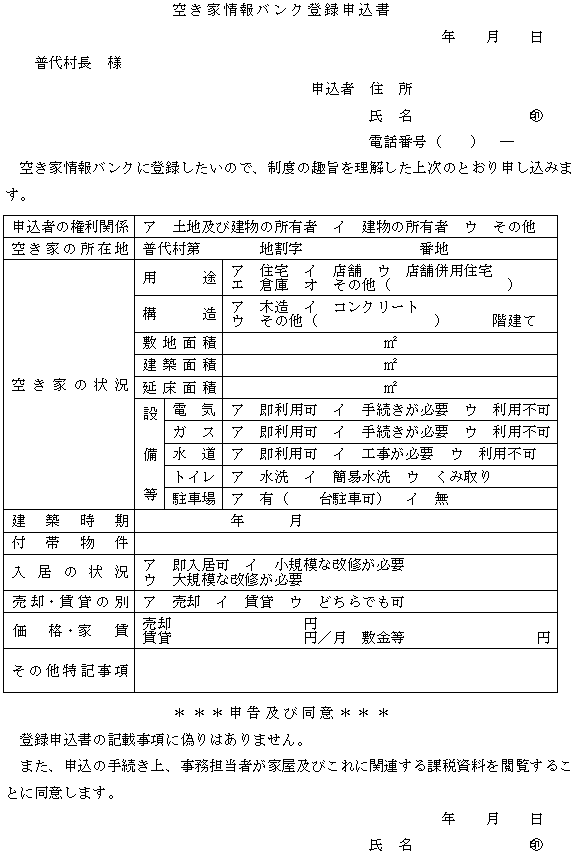 空き家情報バンク登録申込書
年　　月　　日
普代村長　様
申込者　住　所
氏　名　　　　　　　　㊞
電話番号（　　）　―
空き家情報バンクに登録したいので、制度の趣旨を理解した上次のとおり申し込みま
す。
申込者の権利関係　ア　土地及び建物の所有者　イ　建物の所有者　ウ　その他
空き家の所在地　普代村第　　　　地割字　　　　　　　　番地
空き家の状況
用　　途　ア　住宅　イ　店舗　ウ　店舗併用住宅
エ　倉庫　オ　その他（　　　　　　　　）
構　　造　ア　木造　イ　コンクリート
ウ　その他（　　　　　　　　）　　　階建て
敷地面積　　　　　　　　　　　㎡
建築面積　　　　　　　　　　　㎡
延床面積　　　　　　　　　　　㎡
設備等
電　気　ア　即利用可　イ　手続きが必要　ウ　利用不可
ガ　ス　ア　即利用可　イ　手続きが必要　ウ　利用不可
水　道　ア　即利用可　イ　工事が必要　ウ　利用不可
トイレ　ア　水洗　イ　簡易水洗　ウ　くみ取り
駐車場　ア　有（　　台駐車可）　イ　無
建築時期　　　　　　年　　　月
付帯物件
入居の状況　ア　即入居可　イ　小規模な改修が必要
ウ　大規模な改修が必要
売却・賃貸の別　ア　売却　イ　賃貸　ウ　どちらでも可
価　格・家　賃　売却　　　　　　　　　円
賃貸　　　　　　　　　円／月　敷金等　　　　　　　　　円
その他特記事項
＊＊＊申告及び同意＊＊＊
登録申込書の記載事項に偽りはありません。
また、申込の手続き上、事務担当者が家屋及びこれに関連する課税資料を閲覧するこ
とに同意します。
年　　月　　日
氏　名　　　　　　　　㊞